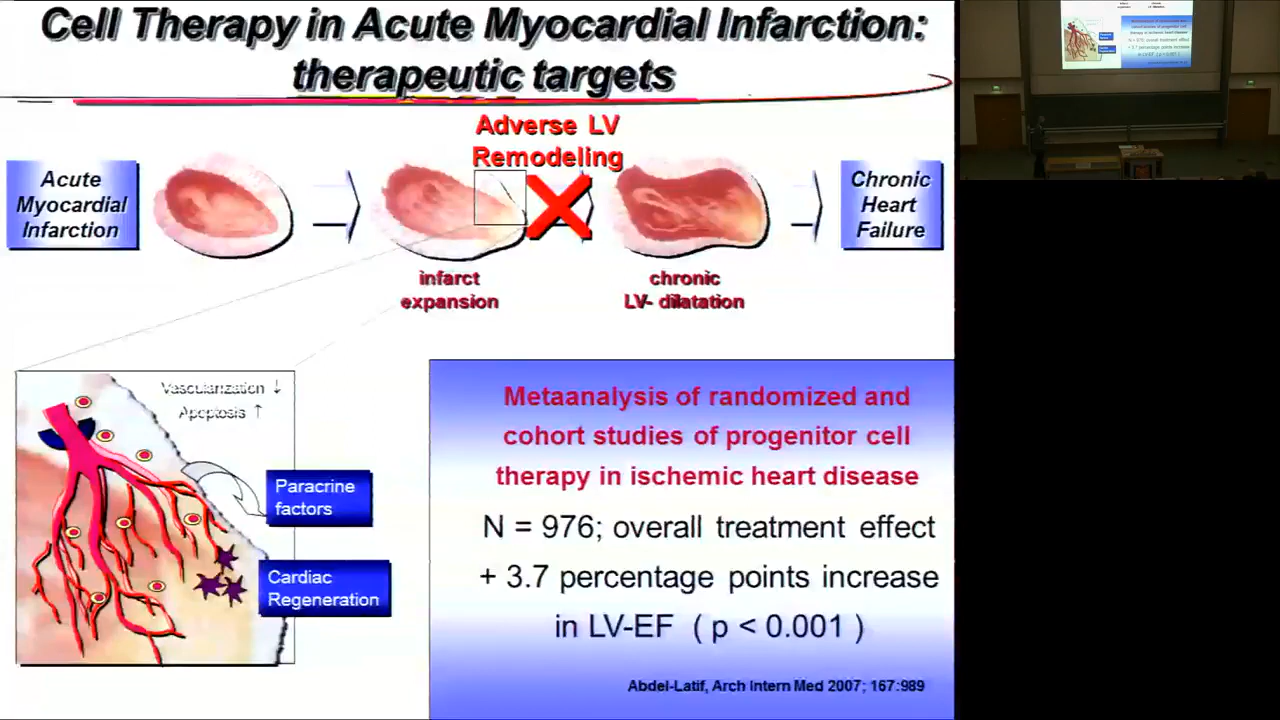 Cell Therapy in Acute Myocardial Infarction:
therapeutic targets
Adverse LV
Remodeling
Acute
Myocardial
Infarction
Chronic
Heart
Failure
infarct
expansion
chronic
LV- dilatation
Vascularization ↓
Apoptosis ↑
Paracrine
factors
Cardiac
Regeneration
Metaanalysis of randomized and
cohort studies of progenitor cell
therapy in ischemic heart disease
N = 976; overall treatment effect
+ 3.7 percentage points increase
in LV-EF ( p < 0.001 )
Abdel-Latif, Arch Intern Med 2007; 167:989